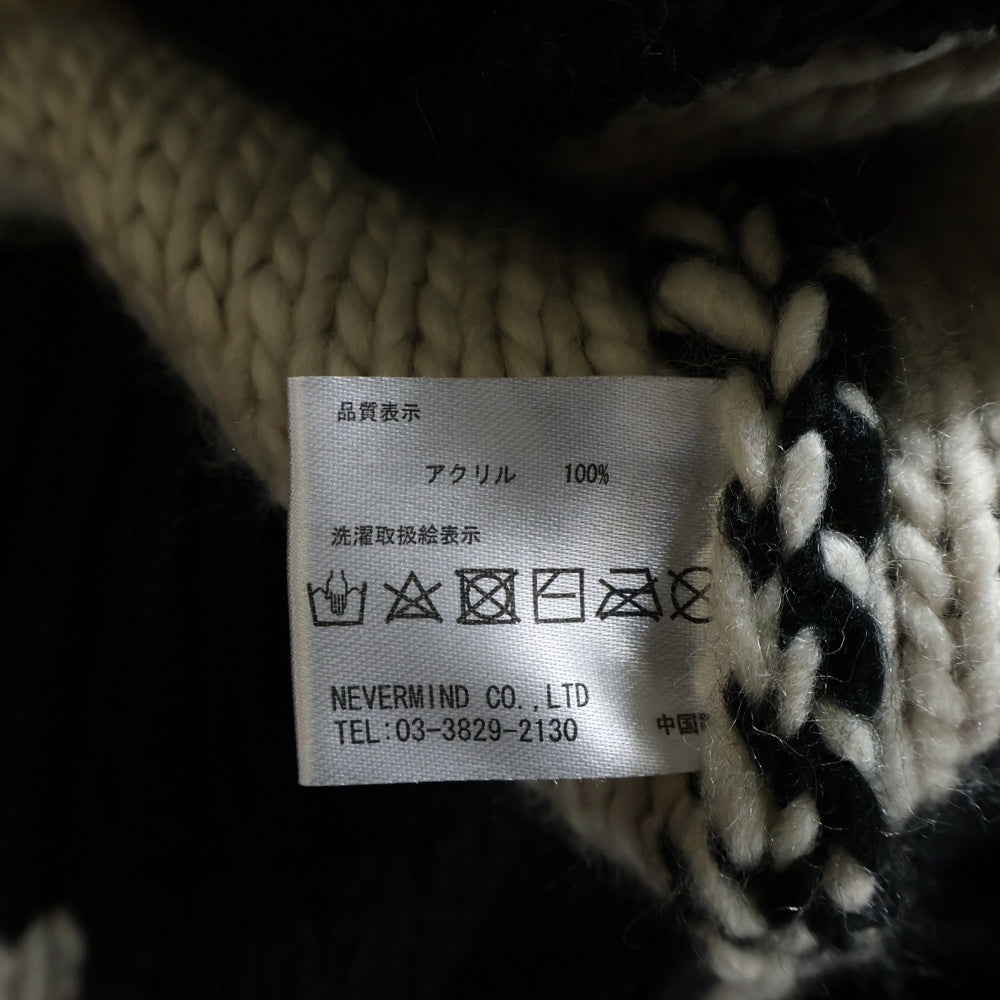 品質表示
アクリル 100%
洗濯取扱絵表示
NEVERMIND CO.,LTD
TEL:03-3829-2130
中国